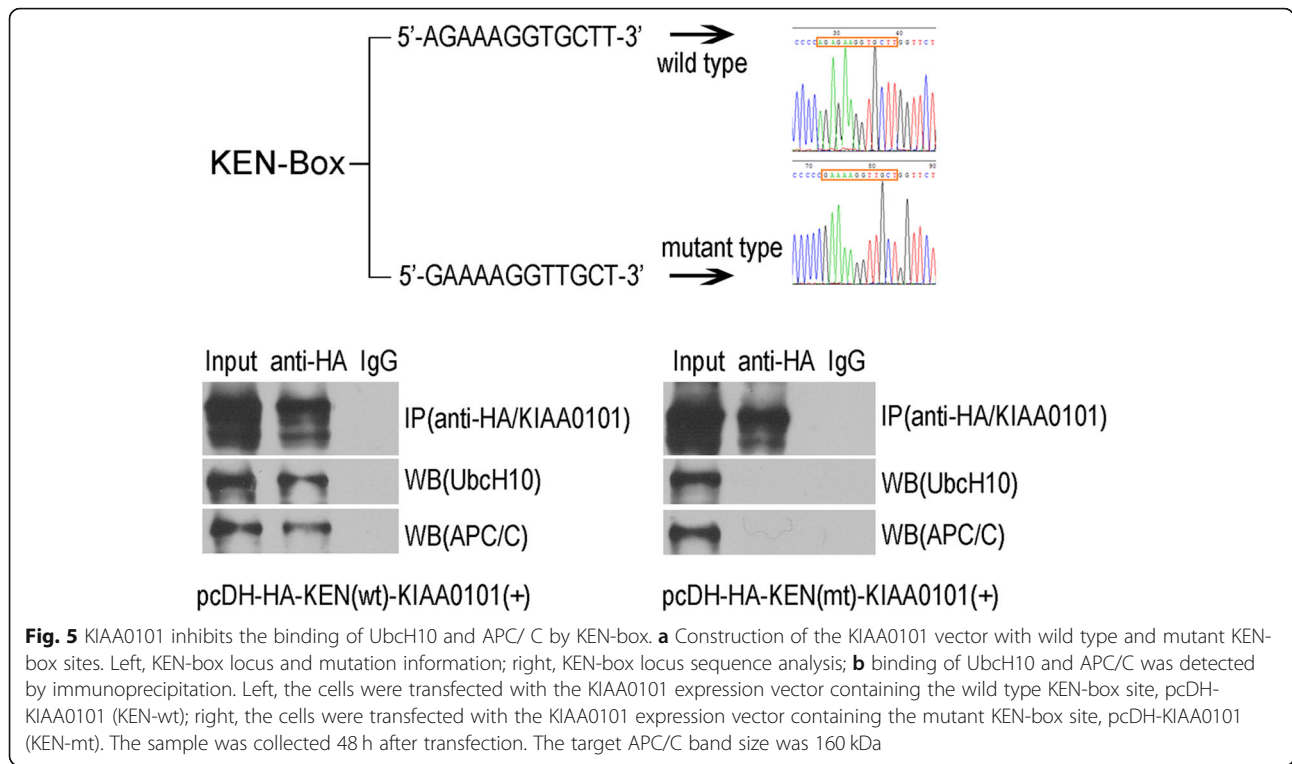 5'-AGAAAGGTGCTT-3'
wild type
30 40
CCCCAGAGAAGGTGCTTGGTTCT
KEN-Box
70 80 90
CCCCCGAAAAGGTTGCTGGTTCT
mutant type
5'-GAAAAGGTTGCT-3'
Input anti-HA IgG
IP(anti-HA/KIAA0101)
WB(UbcH10)
WB(APC/C)
pcDH-HA-KEN(wt)-KIAA0101(+)
Input anti-HA IgG
IP(anti-HA/KIAA0101)
WB(UbcH10)
WB(APC/C)
pcDH-HA-KEN(mt)-KIAA0101(+)
Fig. 5 KIAA0101 inhibits the binding of UbcH10 and APC/ C by KEN-box. a Construction of the KIAA0101 vector with wild type and mutant KEN-
box sites. Left, KEN-box locus and mutation information; right, KEN-box locus sequence analysis; b binding of UbcH10 and APC/C was detected
by immunoprecipitation. Left, the cells were transfected with the KIAA0101 expression vector containing the wild type KEN-box site, pcDH-
KIAA0101 (KEN-wt); right, the cells were transfected with the KIAA0101 expression vector containing the mutant KEN-box site, pcDH-KIAA0101
(KEN-mt). The sample was collected 48 h after transfection. The target APC/C band size was 160 kDa